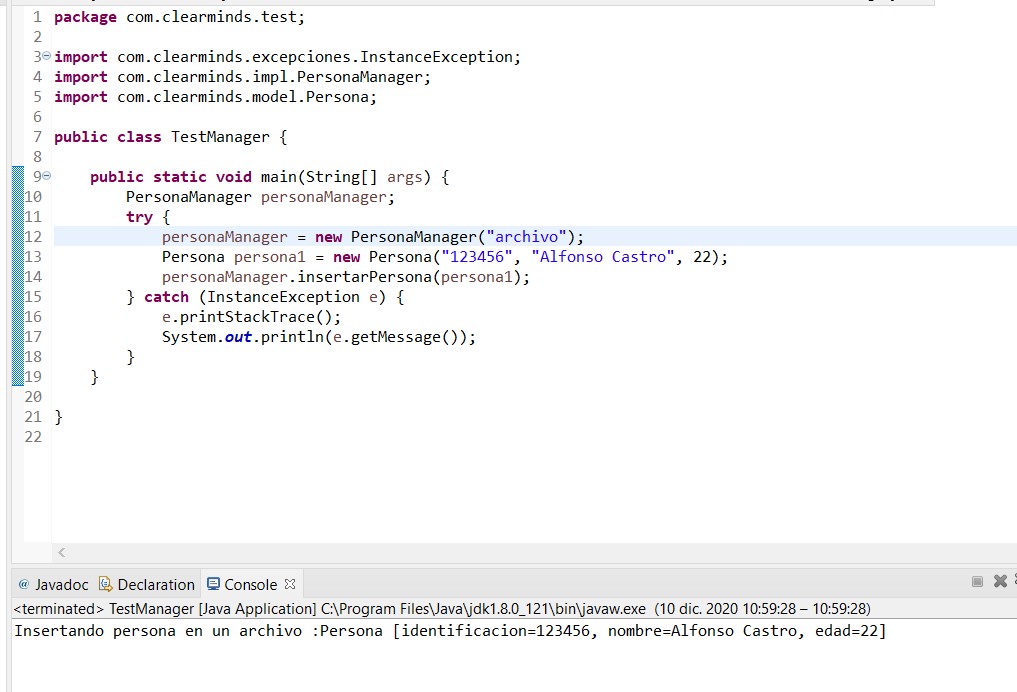 1 package com.clearminds.test;
2
3 import com.clearminds.excepciones.InstanceException;
4 import com.clearminds.impl.PersonaManager;
5 import com.clearminds.model.Persona;
6
7 public class TestManager {
8
9     public static void main(String[] args) {
10         PersonaManager personaManager;
11         try {
12             personaManager = new PersonaManager("archivo");
13             Persona persona1 = new Persona("123456", "Alfonso Castro", 22);
14             personaManager.insertarPersona(persona1);
15         } catch (InstanceException e) {
16             e.printStackTrace();
17             System.out.println(e.getMessage());
18         }
19     }
20
21 }
22
@ Javadoc Declaration Console
<terminated> TestManager [Java Application] C:\Program Files\Java\jdk1.8.0_121\bin\javaw.exe (10 dic. 2020 10:59:28 – 10:59:28)
Insertando persona en un archivo :Persona [identificacion=123456, nombre=Alfonso Castro, edad=22]